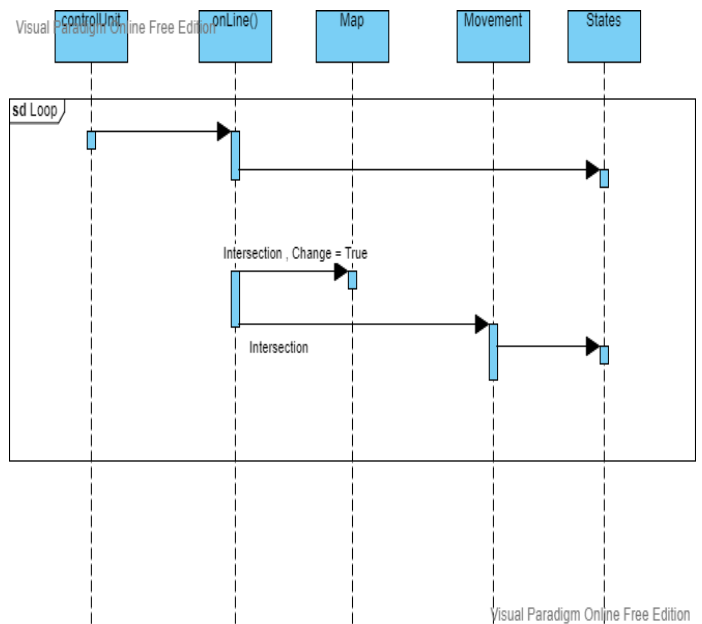 controlUnit
onLine()
Map
Movement
States
Visual Paradigm Online Free Edition
sd Loop
Intersection , Change = True
Intersection
Visual Paradigm Online Free Edition